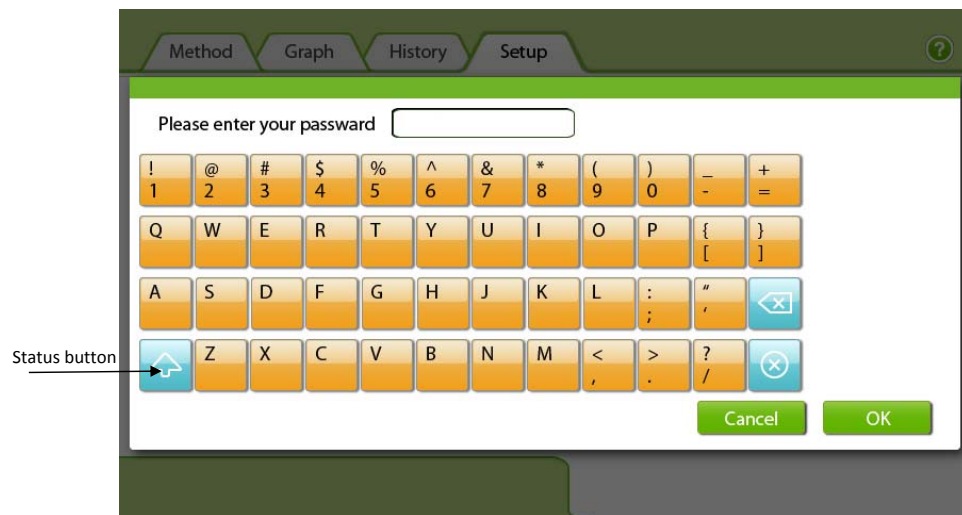 Method Graph History Setup ?
Please enter your passward
! @ # $ % ^ & * ( ) _ +
1 2 3 4 5 6 7 8 9 0 - =
Q W E R T Y U I O P { }
[ ]
A S D F G H J K L : "
; '
Status button
Z X C V B N M < > ?
, . /
Cancel OK